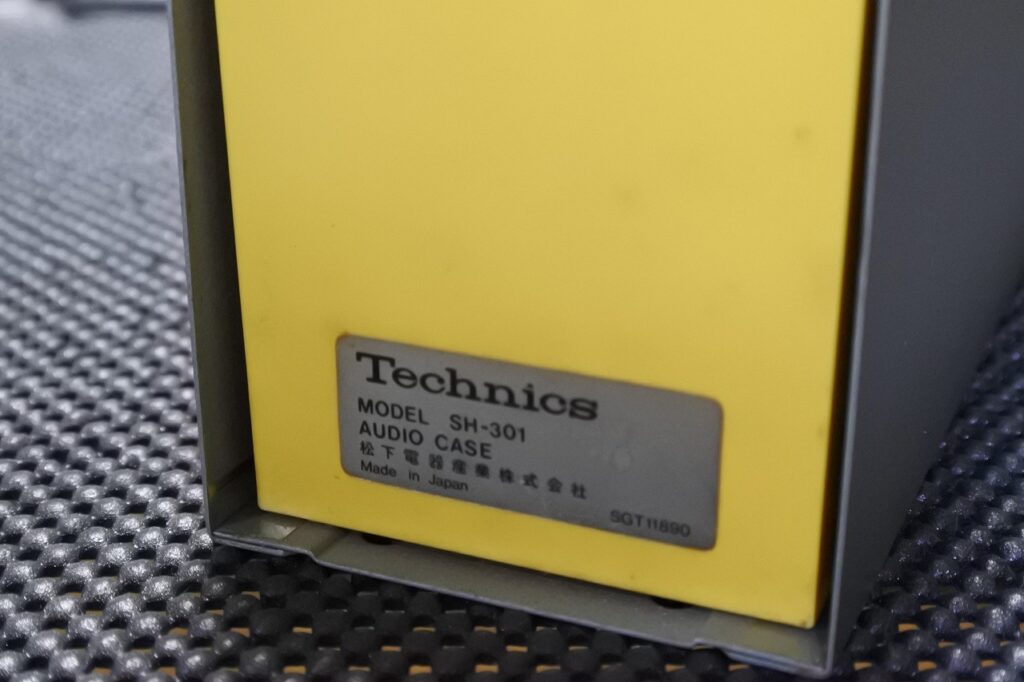 Technics
MODEL SH-301
AUDIO CASE
松下電器産業株式会社
Made in Japan
SGT11890